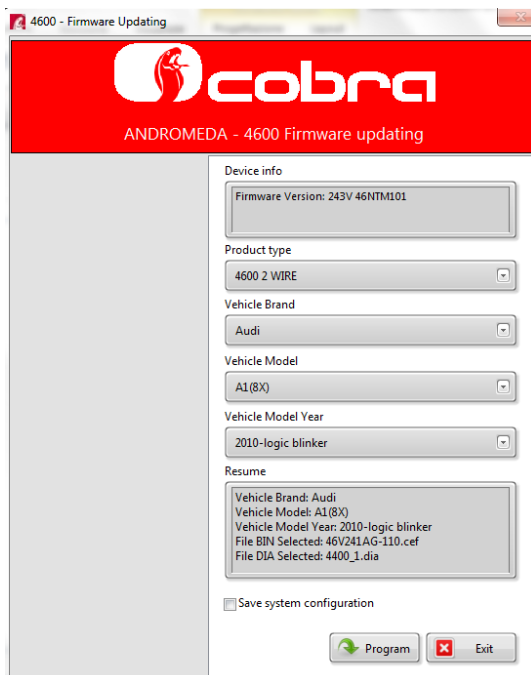 4600 - Firmware Updating
cobra
ANDROMEDA - 4600 Firmware updating
Device info
Firmware Version: 243V 46NTM101
Product type
4600 2 WIRE
Vehicle Brand
Audi
Vehicle Model
A1(8X)
Vehicle Model Year
2010-logic blinker
Resume
Vehicle Brand: Audi
Vehicle Model: A1(8X)
Vehicle Model Year: 2010-logic blinker
File BIN Selected: 46V241AG-110.cef
File DIA Selected: 4400_1.dia
Save system configuration
Program
Exit